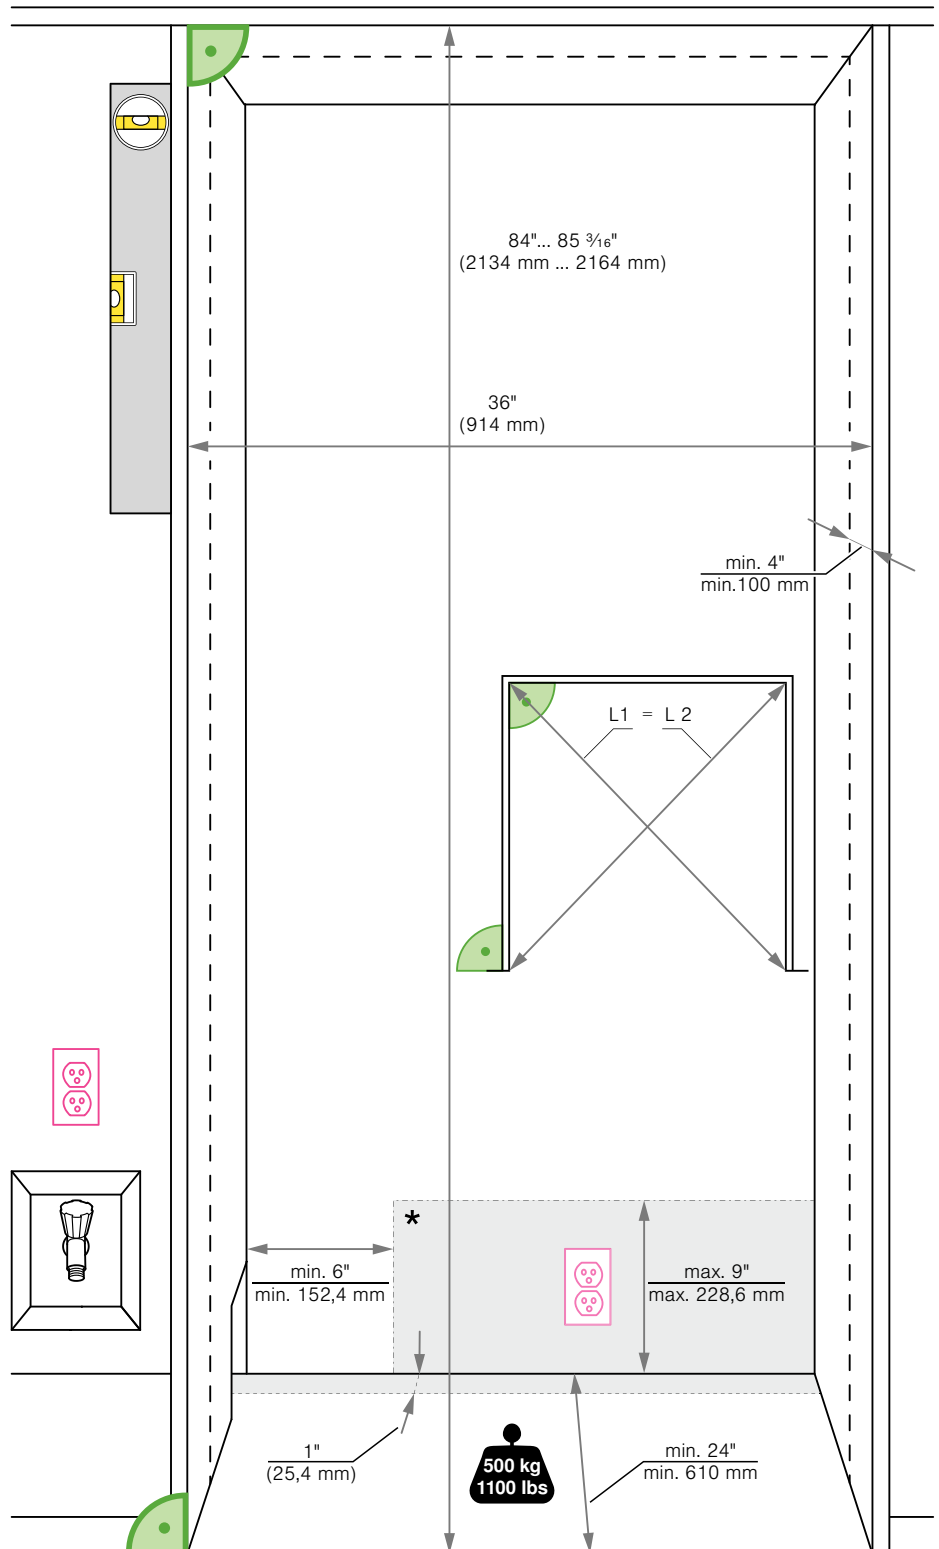 84"... 85 ³⁄₁₆"
(2134 mm ... 2164 mm)
36"
(914 mm)
min. 4"
min.100 mm
L1 = L 2
*
min. 6"
min. 152,4 mm
max. 9"
max. 228,6 mm
1"
(25,4 mm)
500 kg
1100 lbs
min. 24"
min. 610 mm